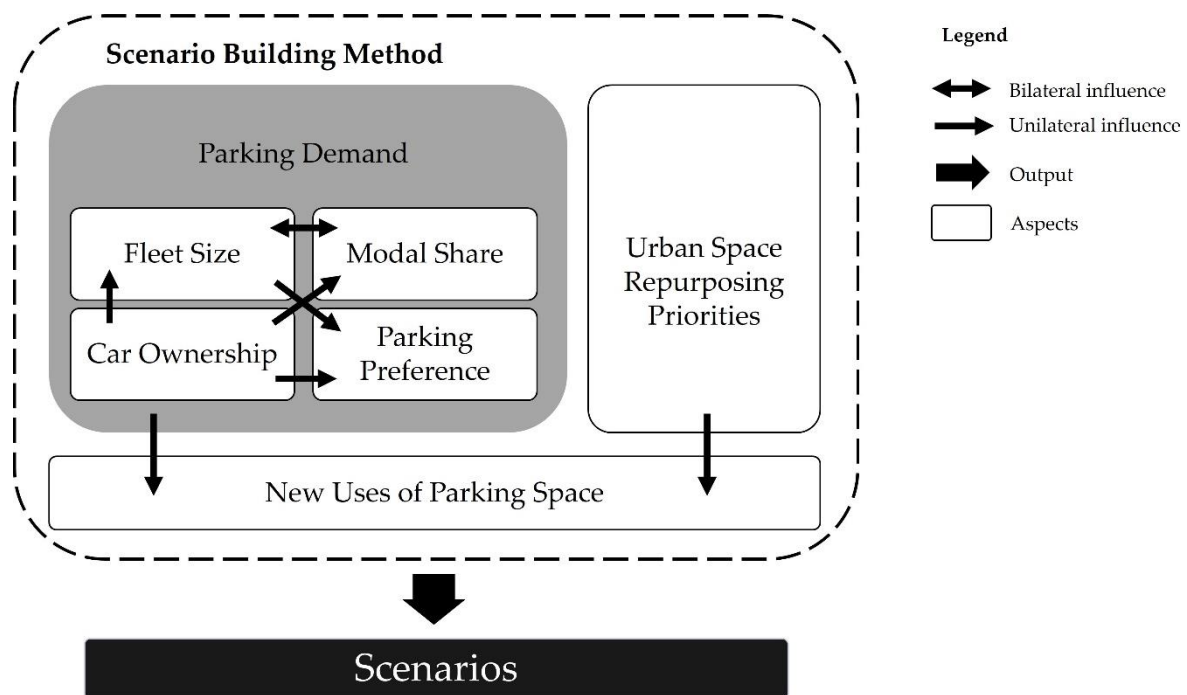 Scenario Building Method
Parking Demand
Fleet Size
Modal Share
Car Ownership
Parking
Preference
Urban Space
Repurposing
Priorities
New Uses of Parking Space
Scenarios
Legend
Bilateral influence
Unilateral influence
Output
Aspects